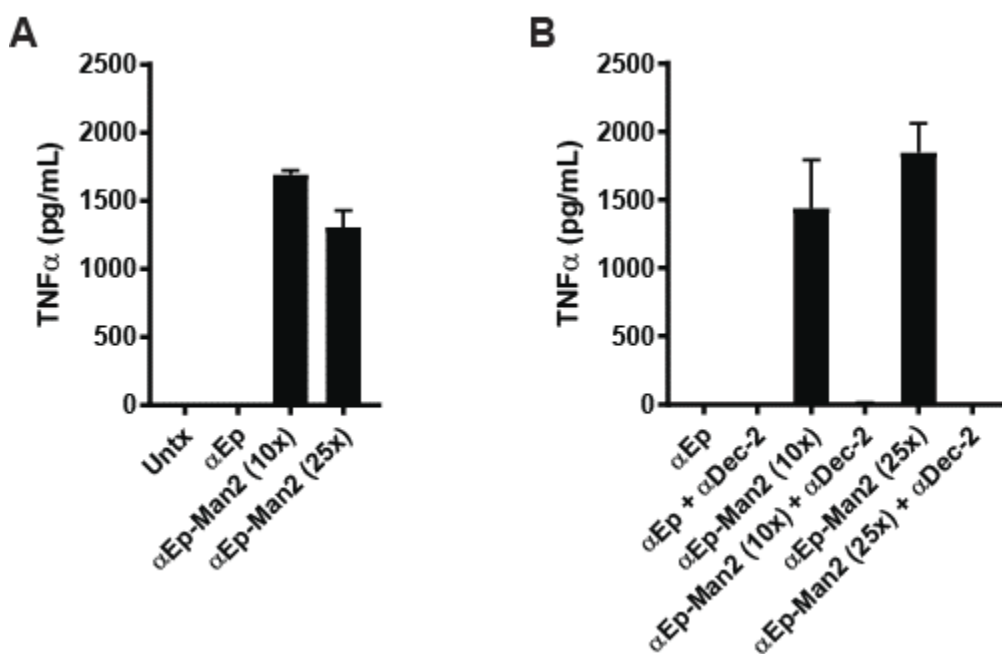 A
TNFα (pg/mL)
2500
2000
1500
1000
500
0
Untx
αEp
αEp-Man2 (10x)
αEp-Man2 (25x)
B
TNFα (pg/mL)
2500
2000
1500
1000
500
0
αEp
αEp + αDec-2
αEp-Man2 (10x)
αEp-Man2 (10x) + αDec-2
αEp-Man2 (25x)
αEp-Man2 (25x) + αDec-2